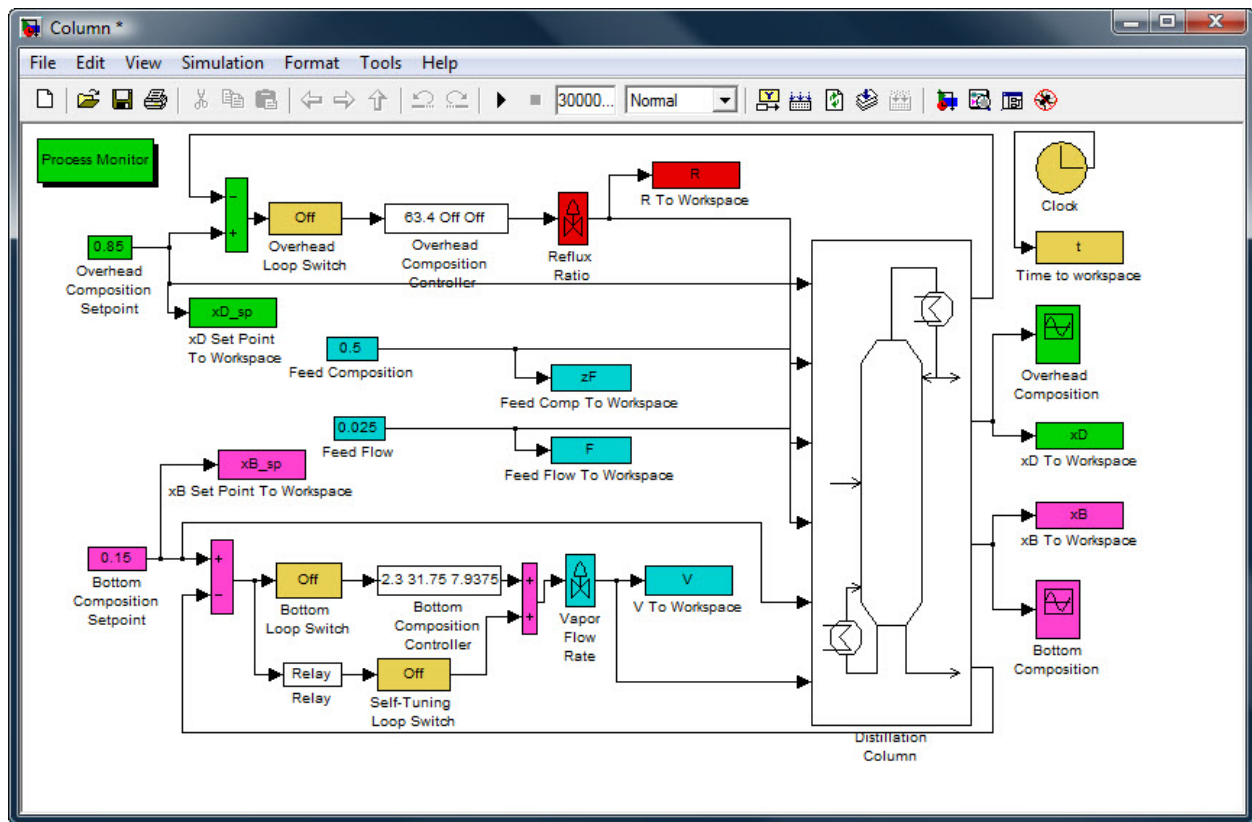 Column *
File Edit View Simulation Format Tools Help
30000... Normal
Process Monitor
−
+
0.85
Overhead
Composition
Setpoint
xD_sp
xD Set Point
To Workspace
Off
Overhead
Loop Switch
63.4 Off Off
Overhead
Composition
Controller
Reflux
Ratio
R
R To Workspace
Clock
t
Time to workspace
0.5
Feed Composition
zF
Feed Comp To Workspace
0.025
Feed Flow
F
Feed Flow To Workspace
Overhead
Composition
xD
xD To Workspace
xB_sp
xB Set Point To Workspace
xB
xB To Workspace
0.15
Bottom
Composition
Setpoint
+
−
Off
Bottom
Loop Switch
2.3 31.75 7.9375
Bottom
Composition
Controller
Relay
Relay
Off
Self-Tuning
Loop Switch
+
+
Vapor
Flow
Rate
V
V To Workspace
Bottom
Composition
Distillation
Column